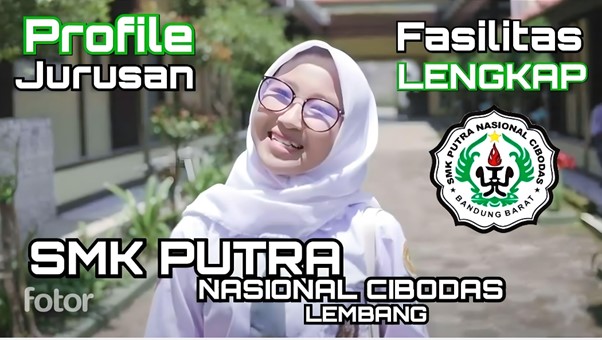 Profile
Jurusan
Fasilitas
LENGKAP
SMK PUTRA NASIONAL CIBODAS
BANDUNG BARAT
SMK PUTRA
NASIONAL CIBODAS
LEMBANG
fotor